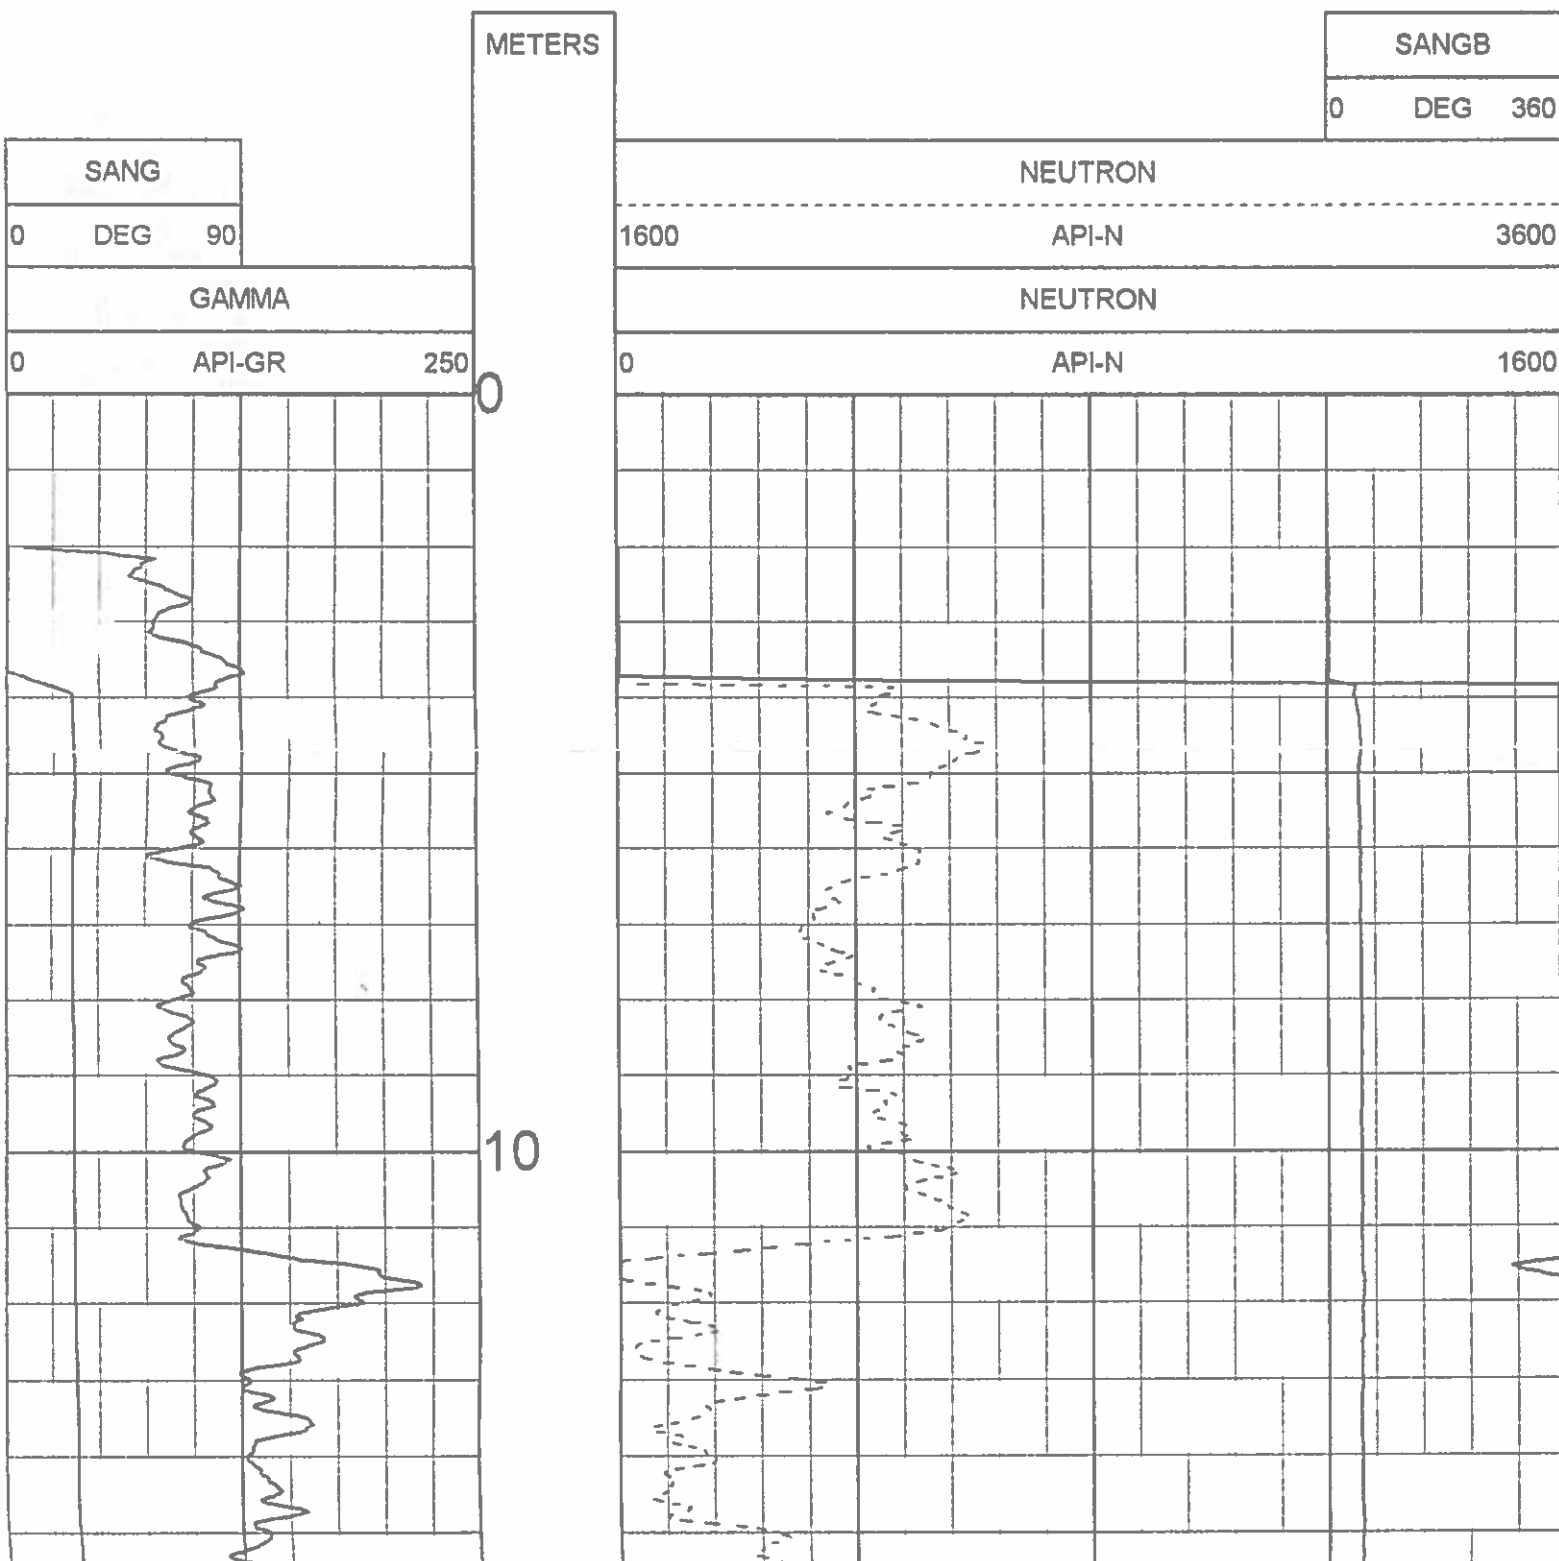 METERS
SANGB
0 DEG 360
SANG
NEUTRON
0 DEG 90
1600 API-N 3600
GAMMA
NEUTRON
0 API-GR 250
0 API-N 1600
0
10